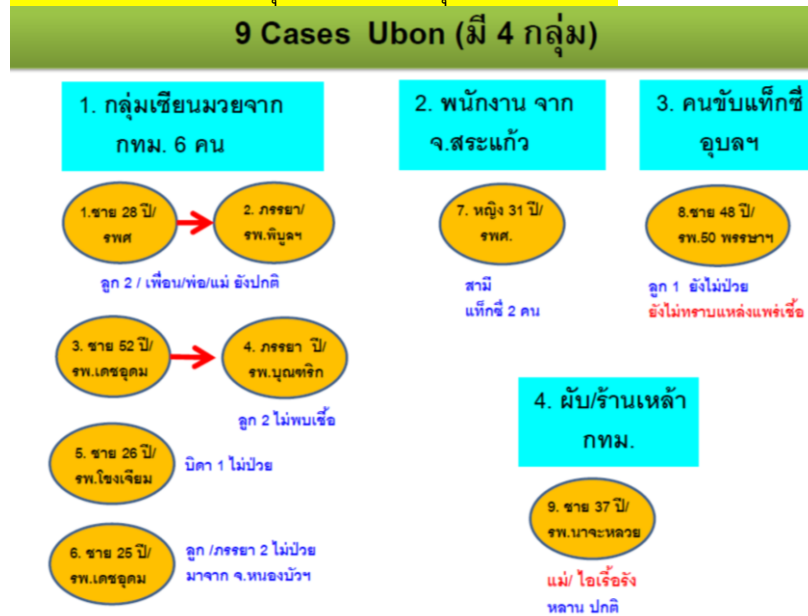 9 Cases Ubon (มี 4 กลุ่ม)
1. กลุ่มเซียนมวยจาก
กทม. 6 คน
1.ชาย 28 ปี/
รพศ
2. ภรรยา/
รพ.พิบูลฯ
ลูก 2 / เพื่อน/พ่อ/แม่ ยังปกติ
3. ชาย 52 ปี/
รพ.เดชอุดม
4. ภรรยา ปี/
รพ.บุณฑริก
ลูก 2 ไม่พบเชื้อ
5. ชาย 26 ปี/
รพ.โขงเจียม
บิดา 1 ไม่ป่วย
6. ชาย 25 ปี/
รพ.เดชอุดม
ลูก /ภรรยา 2 ไม่ป่วย
มาจาก จ.หนองบัวฯ
2. พนักงาน จาก
จ.สระแก้ว
7. หญิง 31 ปี/
รพศ.
สามี
แท็กซี่ 2 คน
3. คนขับแท็กซี่
อุบลฯ
8.ชาย 48 ปี/
รพ.50 พรรษาฯ
ลูก 1 ยังไม่ป่วย
ยังไม่ทราบแหล่งแพร่เชื้อ
4. ผับ/ร้านเหล้า
กทม.
9. ชาย 37 ปี/
รพ.นาจะหลวย
แม่/ ไอเรื้อรัง
หลาน ปกติ